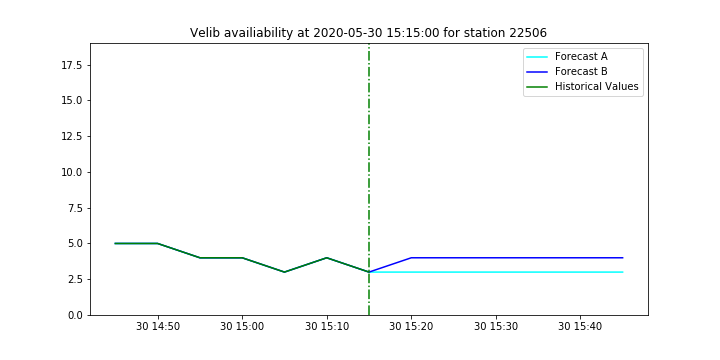 Velib availiability at 2020-05-30 15:15:00 for station 22506
Forecast A
Forecast B
Historical Values
17.5
15.0
12.5
10.0
7.5
5.0
2.5
0.0
30 14:50 30 15:00 30 15:10 30 15:20 30 15:30 30 15:40